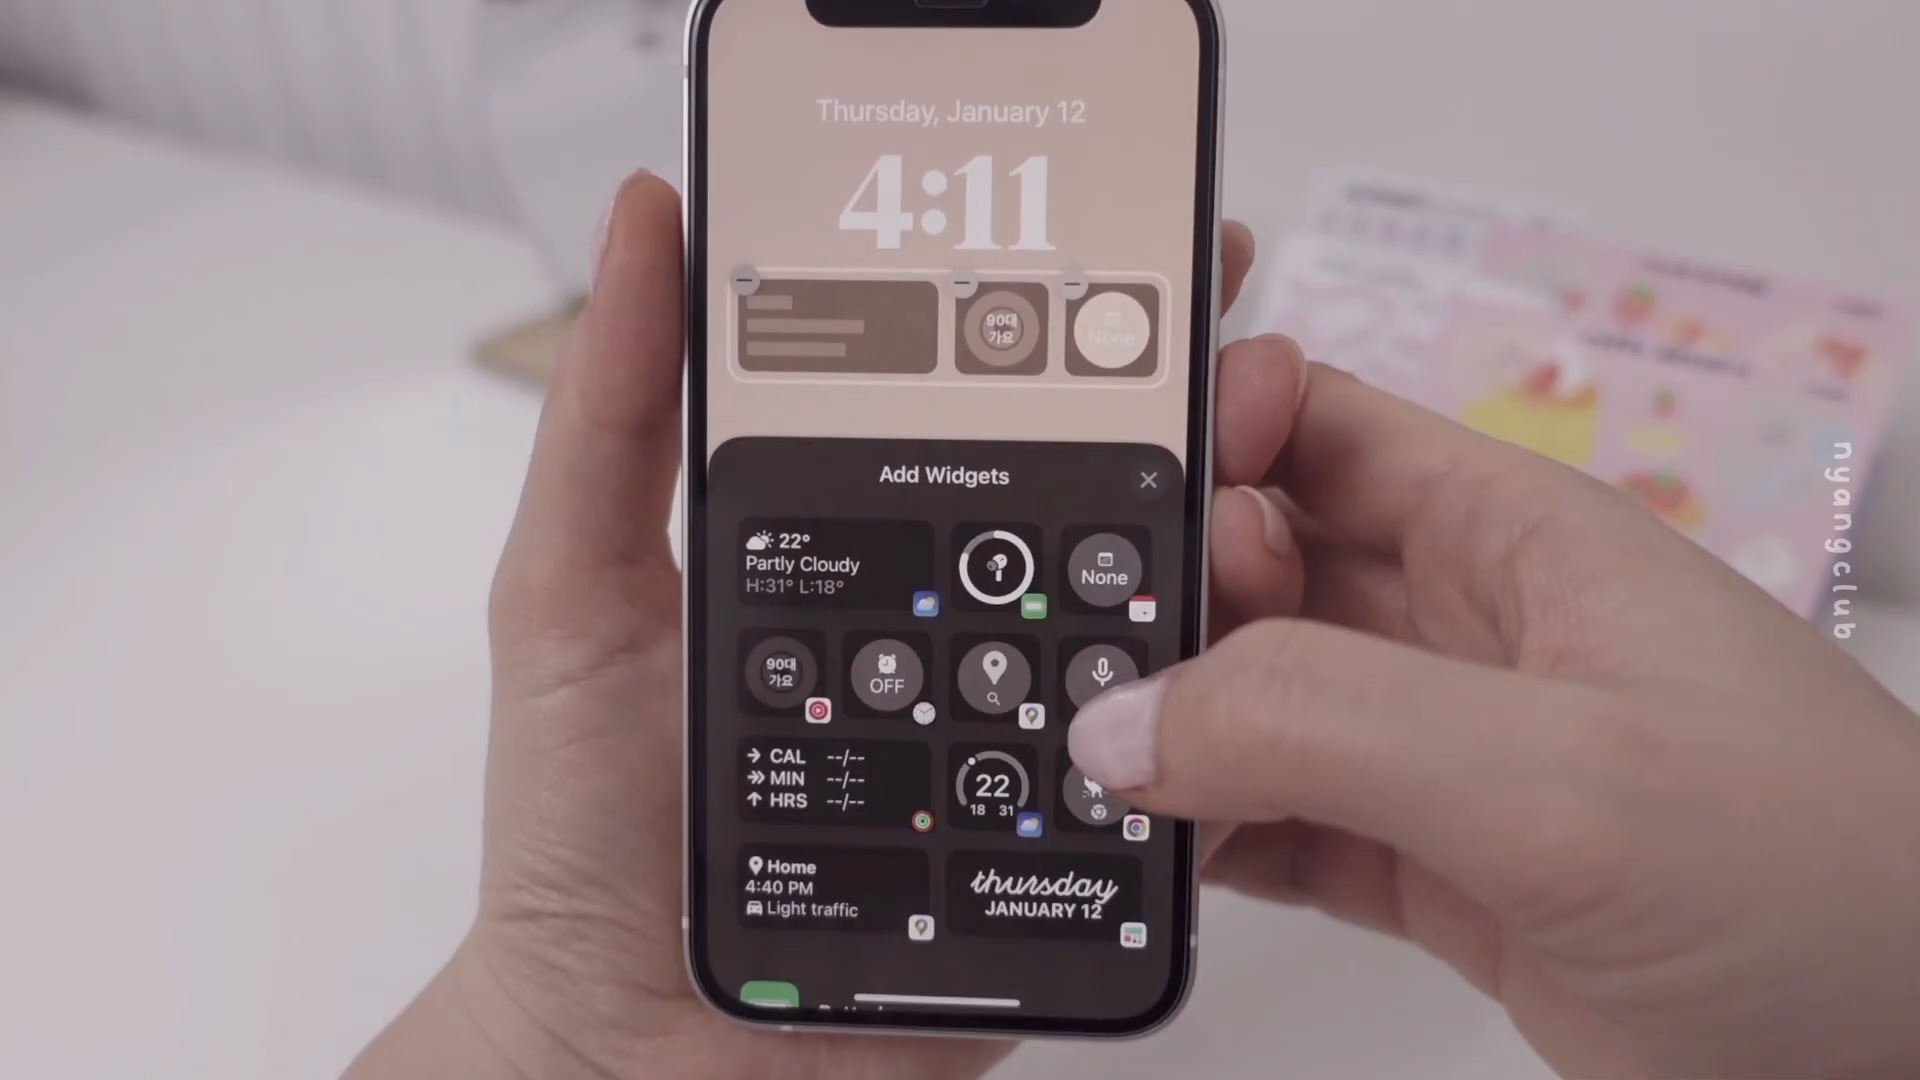 Thursday, January 12
4:11
90대
가요
None
Add Widgets
22°
Partly Cloudy
H:31° L:18°
None
90대
가요
OFF
CAL --/--
MIN --/--
HRS --/--
22
18 31
Home
4:40 PM
Light traffic
thursday
JANUARY 12
nyangclub